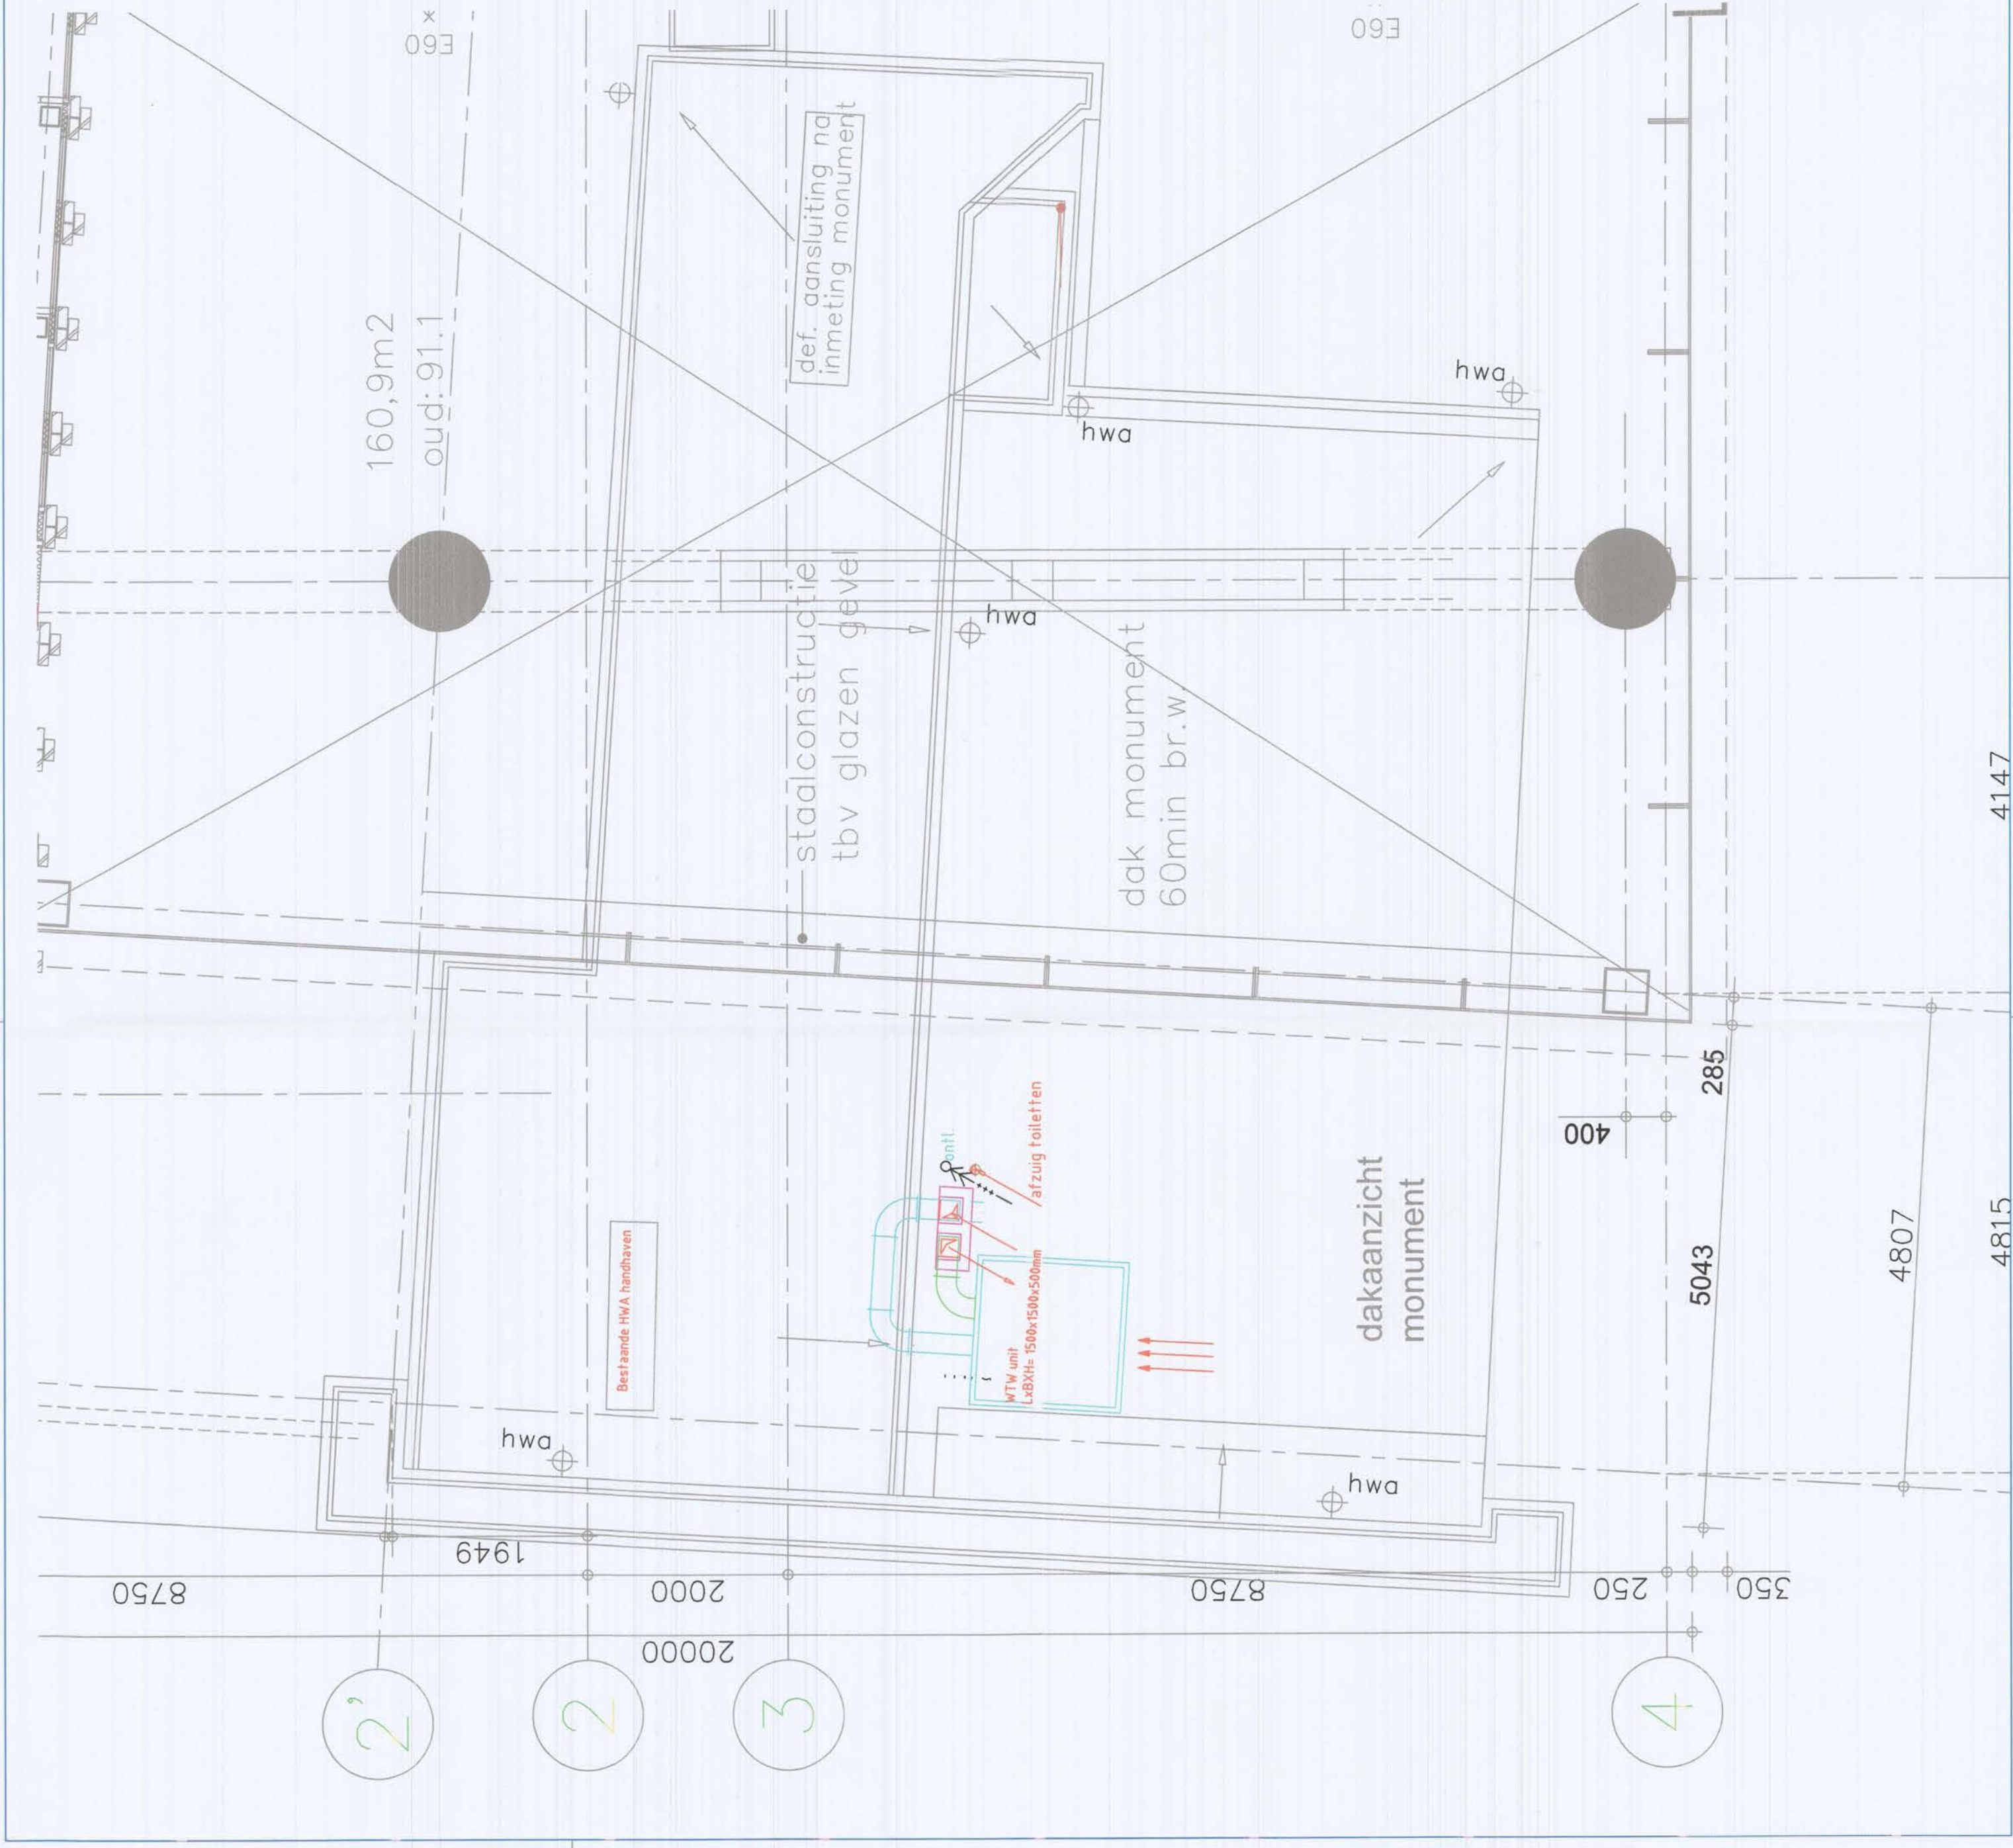 E60
E60
160,9m2
oud: 91.1
def. aansluiting na
inmeting monument
hwa
hwa
hwa
staalconstructie
tbv glazen gevel
dak monument
60min br.w.
4147
285
400
ontl.
afzuig toiletten
Bestaande HWA handhaven
WTW unit
LxBXH= 1500x1500x500mm
dakaanzicht
monument
5043
4807
4815
hwa
hwa
1949
8750
2000
8750
250
350
20000
2'
2
3
4